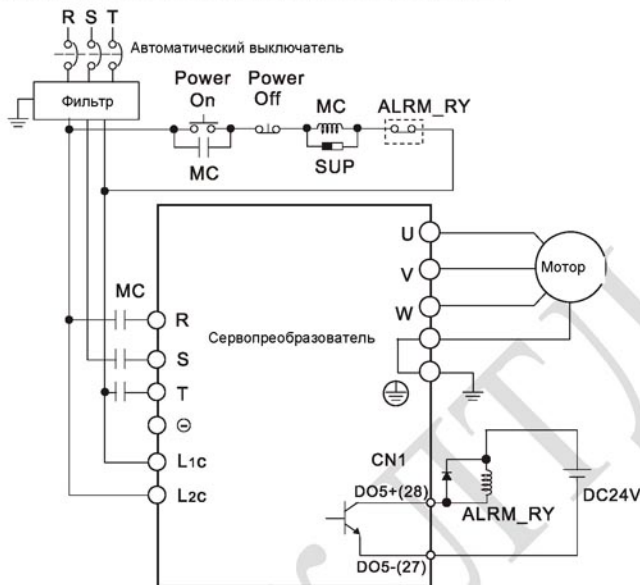 R S T
Автоматический выключатель
Фильтр
Power On
Power Off
MC
ALRM_RY
MC
SUP
MC
R
S
T
⊖
L1c
L2c
Сервопреобразователь
U
V
W
Мотор
CN1
DO5+(28)
DO5-(27)
ALRM_RY
DC24V